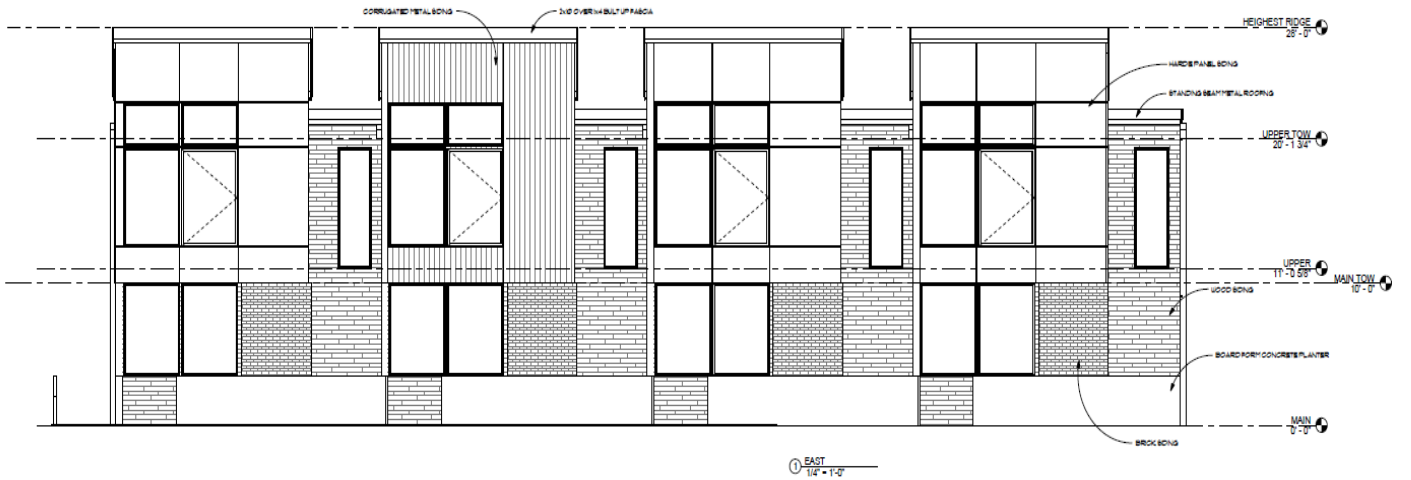 CORRUGATED METAL SIDING
2x10 OVER 1x4 BUILT UP FASCIA
HEIGHEST RIDGE
28' - 0"
HARDIE PANEL SIDING
STANDING SEAM METAL ROOFING
UPPER TOW
20' - 1 3/4"
UPPER
11' - 0 5/8"
MAIN TOW
10' - 0"
WOOD SIDING
BOARD FORM CONCRETE PLANTER
MAIN
0' - 0"
BRICK SIDING
1 EAST
1/4" = 1'-0"